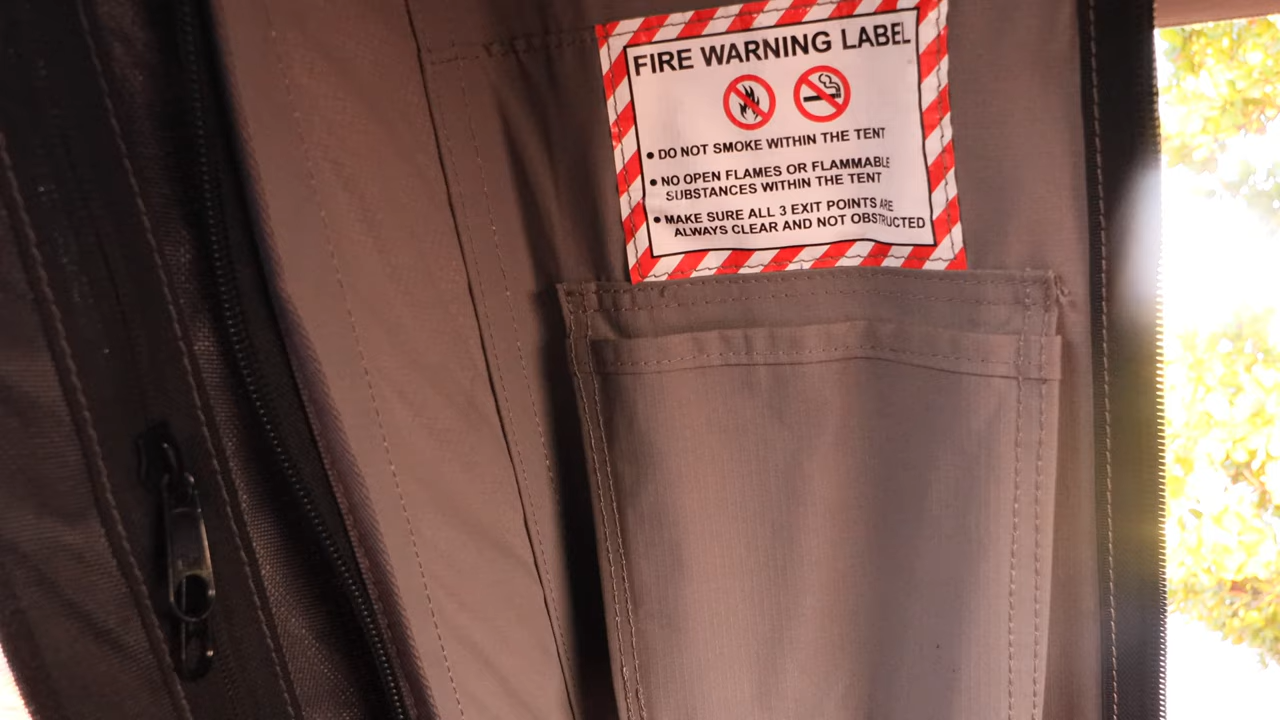 FIRE WARNING LABEL
• DO NOT SMOKE WITHIN THE TENT
• NO OPEN FLAMES OR FLAMMABLE
SUBSTANCES WITHIN THE TENT
• MAKE SURE ALL 3 EXIT POINTS ARE
ALWAYS CLEAR AND NOT OBSTRUCTED